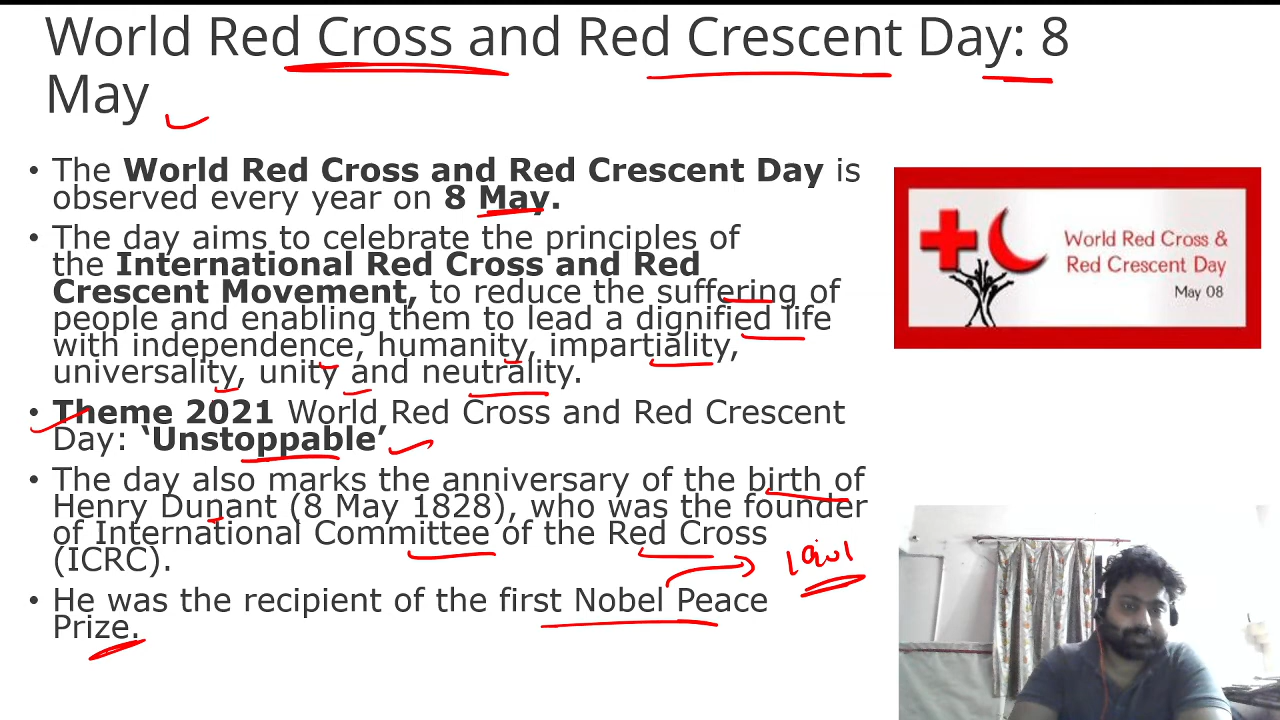 World Red Cross and Red Crescent Day: 8
May
• The World Red Cross and Red Crescent Day is
observed every year on 8 May.
• The day aims to celebrate the principles of
the International Red Cross and Red
Crescent Movement, to reduce the suffering of
people and enabling them to lead a dignified life
with independence, humanity, impartiality,
universality, unity and neutrality.
• Theme 2021 World Red Cross and Red Crescent
Day: ‘Unstoppable’
• The day also marks the anniversary of the birth of
Henry Dunant (8 May 1828), who was the founder
of International Committee of the Red Cross
(ICRC).
• He was the recipient of the first Nobel Peace
Prize.
1901
World Red Cross &
Red Crescent Day
May 08